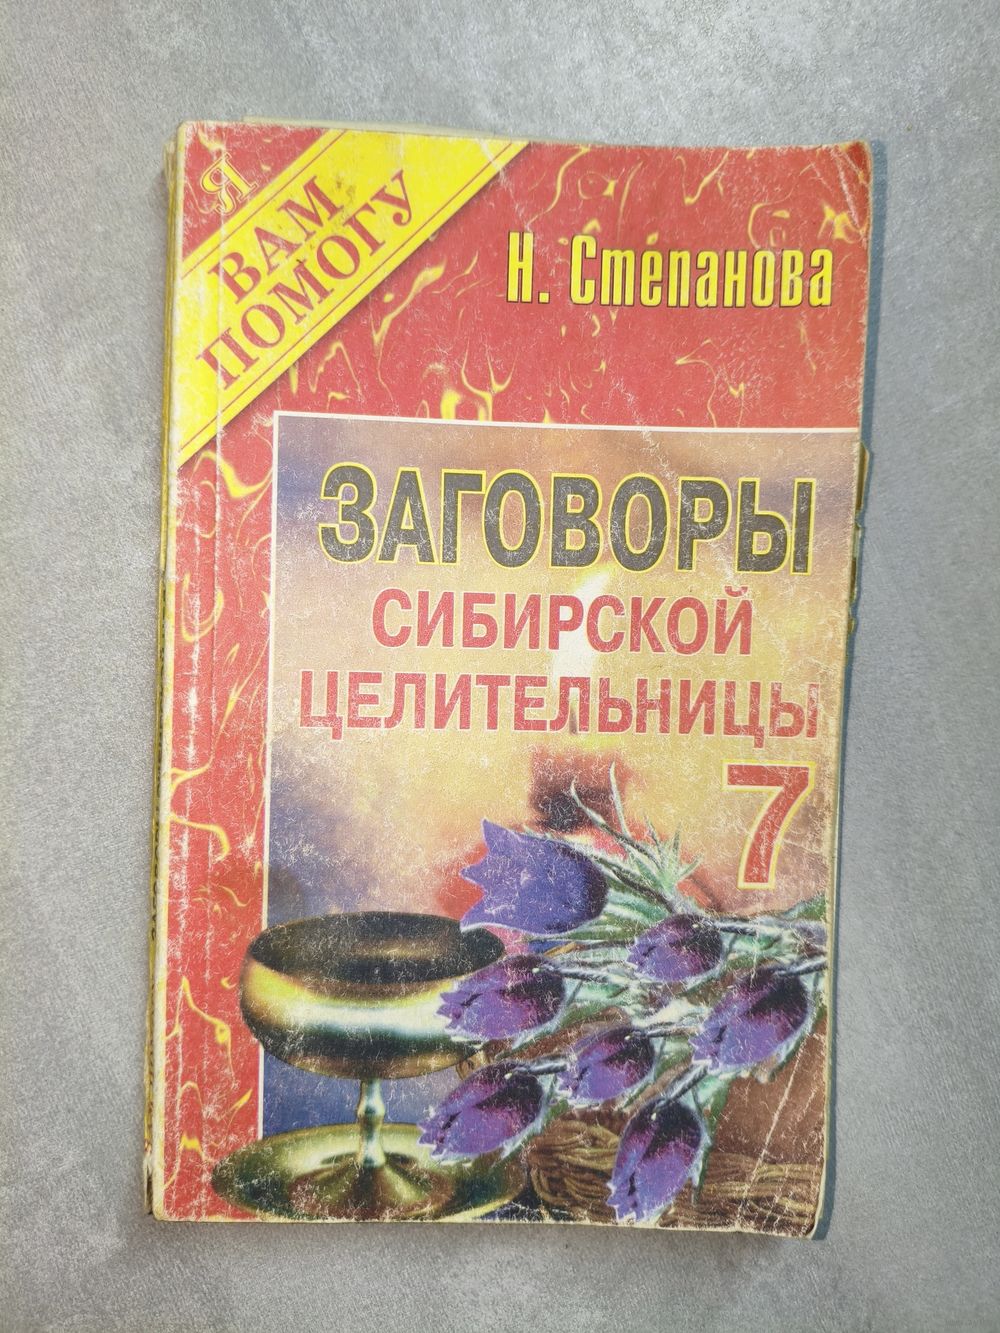 Я
ВАМ
ПОМОГУ
Н. Степанова
ЗАГОВОРЫ
СИБИРСКОЙ
ЦЕЛИТЕЛЬНИЦЫ
7